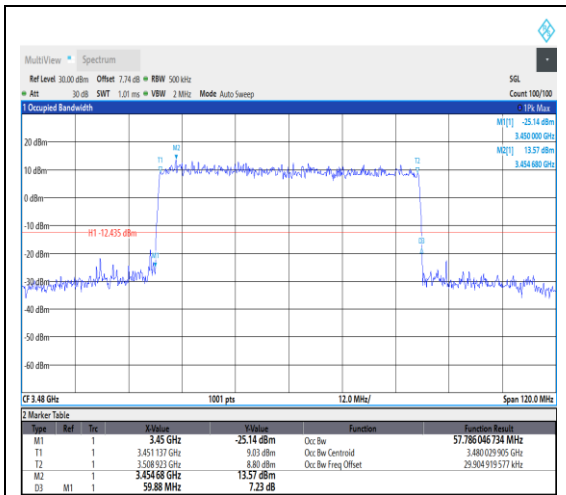 MultiView Spectrum
Ref Level 30.00 dBm Offset 7.74 dB RBW 500 kHz SGL
Att 30 dB SWT 1.01 ms VBW 2 MHz Mode Auto Sweep Count 100/100
1 Occupied Bandwidth 1Pk Max
M1[1] -25.14 dBm
3.450 000 GHz
M2[1] 13.57 dBm
3.454 680 GHz
20 dBm
M2
T1 T2
10 dBm
0 dBm
-10 dBm
H1 -12.435 dBm
D3
-20 dBm
M1
-30 dBm
-40 dBm
-50 dBm
-60 dBm
CF 3.48 GHz 1001 pts 12.0 MHz/ Span 120.0 MHz
2 Marker Table
Type Ref Trc X-Value Y-Value Function Function Result
M1 1 3.45 GHz -25.14 dBm Occ Bw 57.786 046 734 MHz
T1 1 3.451 137 GHz 9.03 dBm Occ Bw Centroid 3.480 029 905 GHz
T2 1 3.508 923 GHz 8.80 dBm Occ Bw Freq Offset 29.904 919 577 kHz
M2 1 3.454 68 GHz 13.57 dBm
D3 M1 1 59.88 MHz 7.23 dB